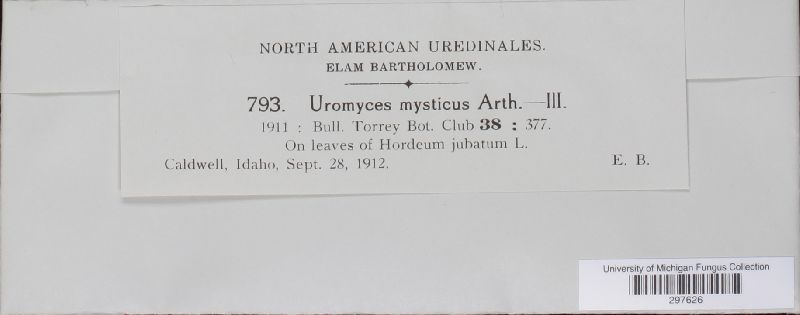 NORTH AMERICAN UREDINALES.
ELAM BARTHOLOMEW.
793. Uromyces mysticus Arth.—III.
1911 : Bull. Torrey Bot. Club 38 : 377.
On leaves of Hordeum jubatum L.
Caldwell, Idaho, Sept. 28, 1912. E. B.
University of Michigan Fungus Collection
297626